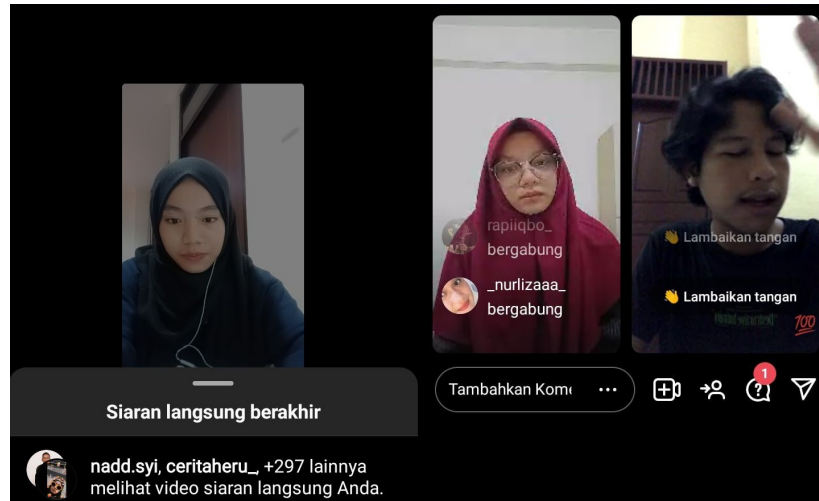 Siaran langsung berakhir
nadd.syi, ceritaheru_, +297 lainnya
melihat video siaran langsung Anda.
rapiiqbo_
bergabung
_nurlizaaa_
bergabung
👋 Lambaikan tangan
👋 Lambaikan tangan
💯
Tambahkan Kome
1